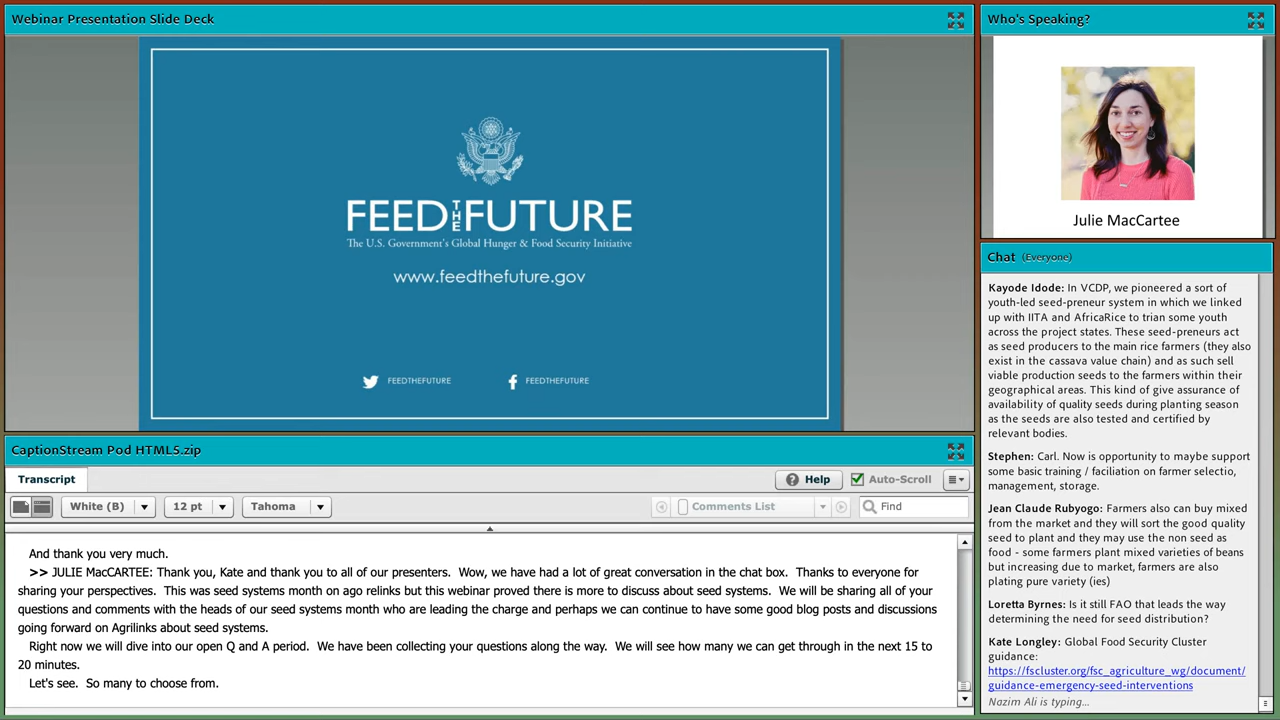 Webinar Presentation Slide Deck
FEED THE FUTURE
The U.S. Government's Global Hunger & Food Security Initiative
www.feedthefuture.gov
FEEDTHEFUTURE
FEEDTHEFUTURE
Who's Speaking?
Julie MacCartee
CaptionStream Pod HTML5.zip
Transcript
Help
Auto-Scroll
White (B)
12 pt
Tahoma
Comments List
Find
And thank you very much.
>> JULIE MacCARTEE: Thank you, Kate and thank you to all of our presenters. Wow, we have had a lot of great conversation in the chat box. Thanks to everyone for
sharing your perspectives. This was seed systems month on ago relinks but this webinar proved there is more to discuss about seed systems. We will be sharing all of your
questions and comments with the heads of our seed systems month who are leading the charge and perhaps we can continue to have some good blog posts and discussions
going forward on Agrilinks about seed systems.
Right now we will dive into our open Q and A period. We have been collecting your questions along the way. We will see how many we can get through in the next 15 to
20 minutes.
Let's see. So many to choose from.
Chat (Everyone)
Kayode Idode: In VCDP, we pioneered a sort of
youth-led seed-preneur system in which we linked
up with IITA and AfricaRice to trian some youth
across the project states. These seed-preneurs act
as seed producers to the main rice farmers (they also
exist in the cassava value chain) and as such sell
viable production seeds to the farmers within their
geographical areas. This kind of give assurance of
availability of quality seeds during planting season
as the seeds are also tested and certified by
relevant bodies.
Stephen: Carl. Now is opportunity to maybe support
some basic training / faciliation on farmer selectio,
management, storage.
Jean Claude Rubyogo: Farmers also can buy mixed
from the market and they will sort the good quality
seed to plant and they may use the non seed as
food - some farmers plant mixed varieties of beans
but increasing due to market, farmers are also
plating pure variety (ies)
Loretta Byrnes: Is it still FAO that leads the way
determining the need for seed distribution?
Kate Longley: Global Food Security Cluster
guidance:
https://fscluster.org/fsc_agriculture_wg/document/
guidance-emergency-seed-interventions
Nazim Ali is typing...